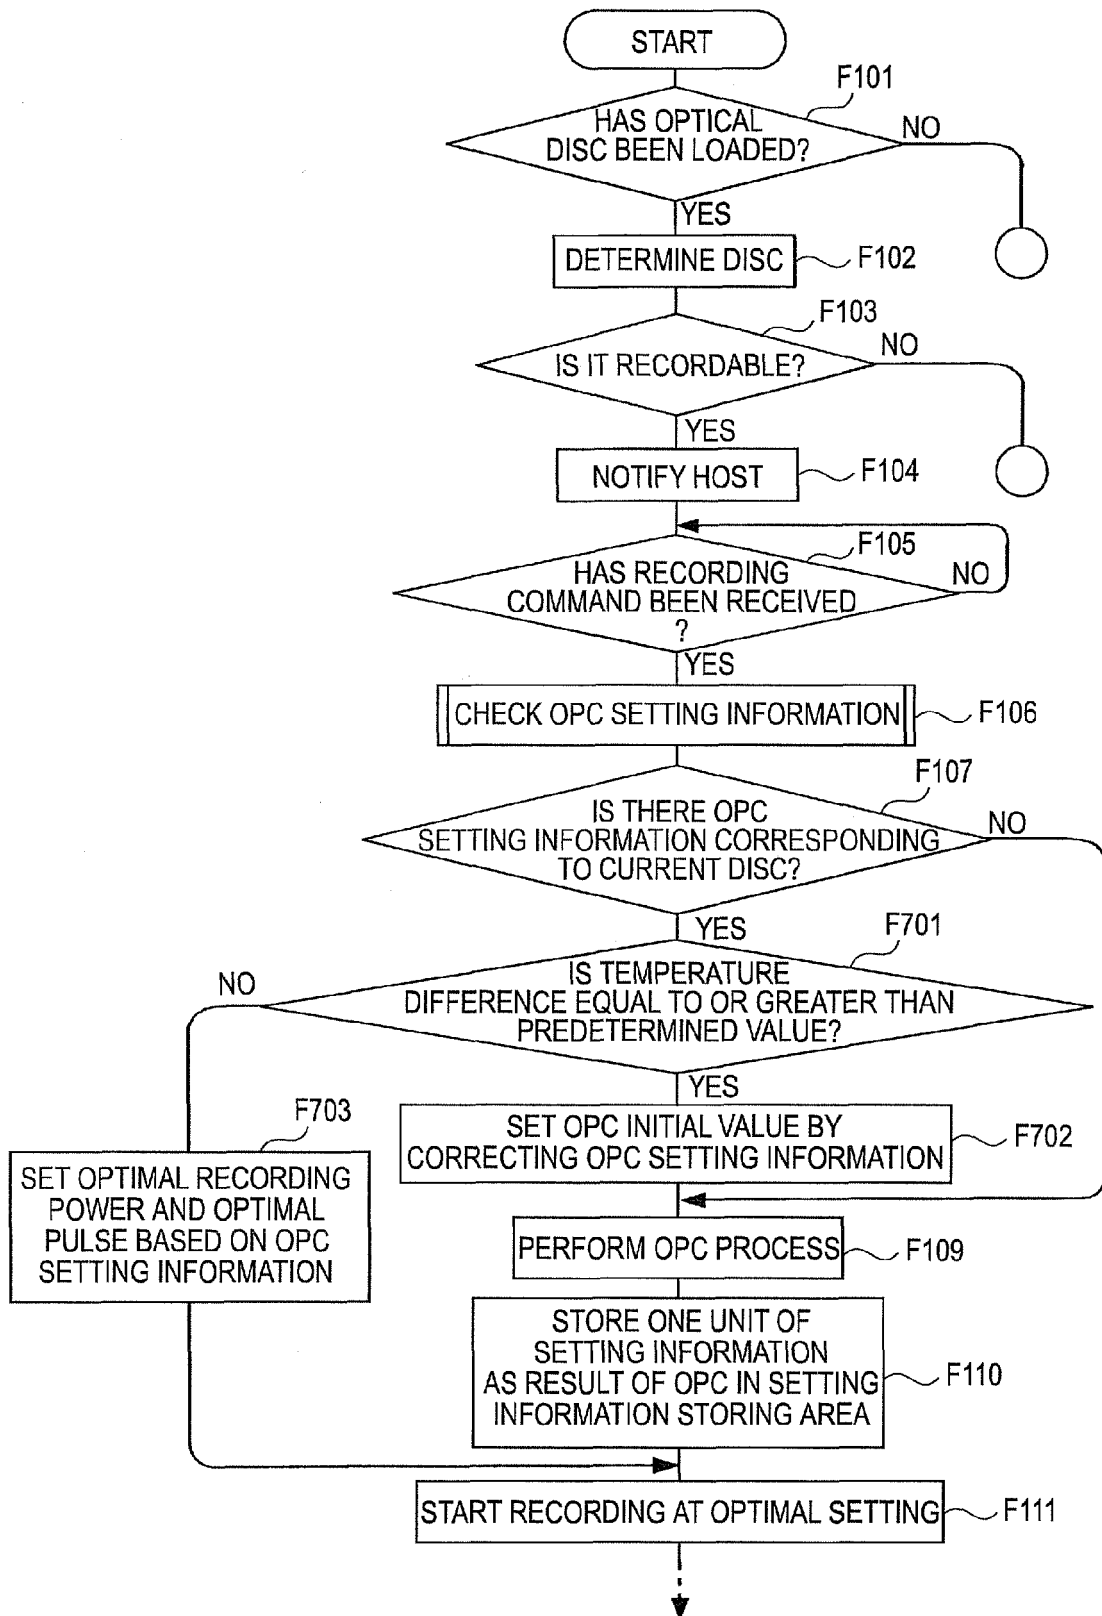 START
F101
HAS OPTICAL
DISC BEEN LOADED?
NO
YES
DETERMINE DISC
F102
F103
IS IT RECORDABLE?
NO
YES
NOTIFY HOST
F104
F105
HAS RECORDING
COMMAND BEEN RECEIVED
?
NO
YES
CHECK OPC SETTING INFORMATION
F106
F107
IS THERE OPC
SETTING INFORMATION CORRESPONDING
TO CURRENT DISC?
NO
YES
F701
IS TEMPERATURE
DIFFERENCE EQUAL TO OR GREATER THAN
PREDETERMINED VALUE?
NO
YES
F703
SET OPTIMAL RECORDING
POWER AND OPTIMAL
PULSE BASED ON OPC
SETTING INFORMATION
SET OPC INITIAL VALUE BY
CORRECTING OPC SETTING INFORMATION
F702
PERFORM OPC PROCESS
F109
STORE ONE UNIT OF
SETTING INFORMATION
AS RESULT OF OPC IN SETTING
INFORMATION STORING AREA
F110
START RECORDING AT OPTIMAL SETTING
F111